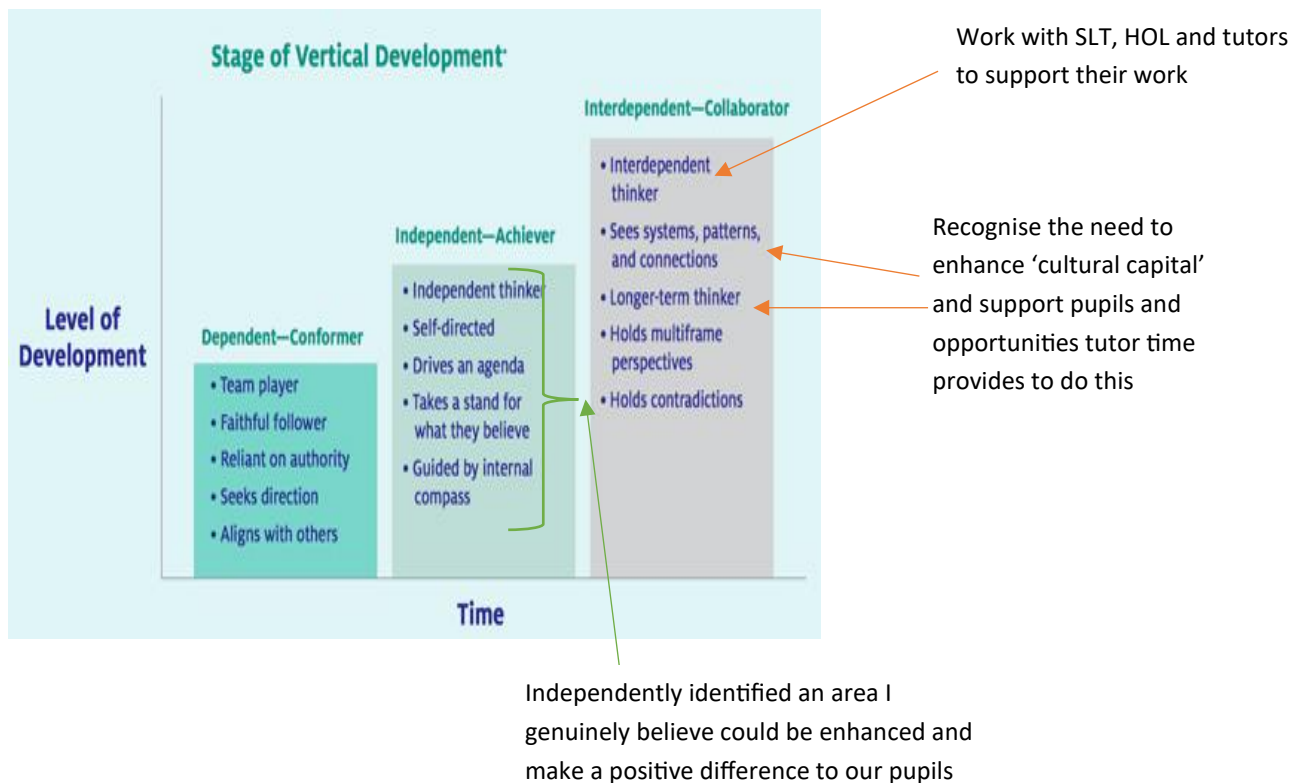 Stage of Vertical Development*
Level of
Development
Dependent—Conformer
• Team player
• Faithful follower
• Reliant on authority
• Seeks direction
• Aligns with others
Independent—Achiever
• Independent thinker
• Self-directed
• Drives an agenda
• Takes a stand for
what they believe
• Guided by internal
compass
Interdependent—Collaborator
• Interdependent
thinker
• Sees systems, patterns,
and connections
• Longer-term thinker
• Holds multiframe
perspectives
• Holds contradictions
Time
Work with SLT, HOL and tutors
to support their work
Recognise the need to
enhance ‘cultural capital’
and support pupils and
opportunities tutor time
provides to do this
Independently identified an area I
genuinely believe could be enhanced and
make a positive difference to our pupils